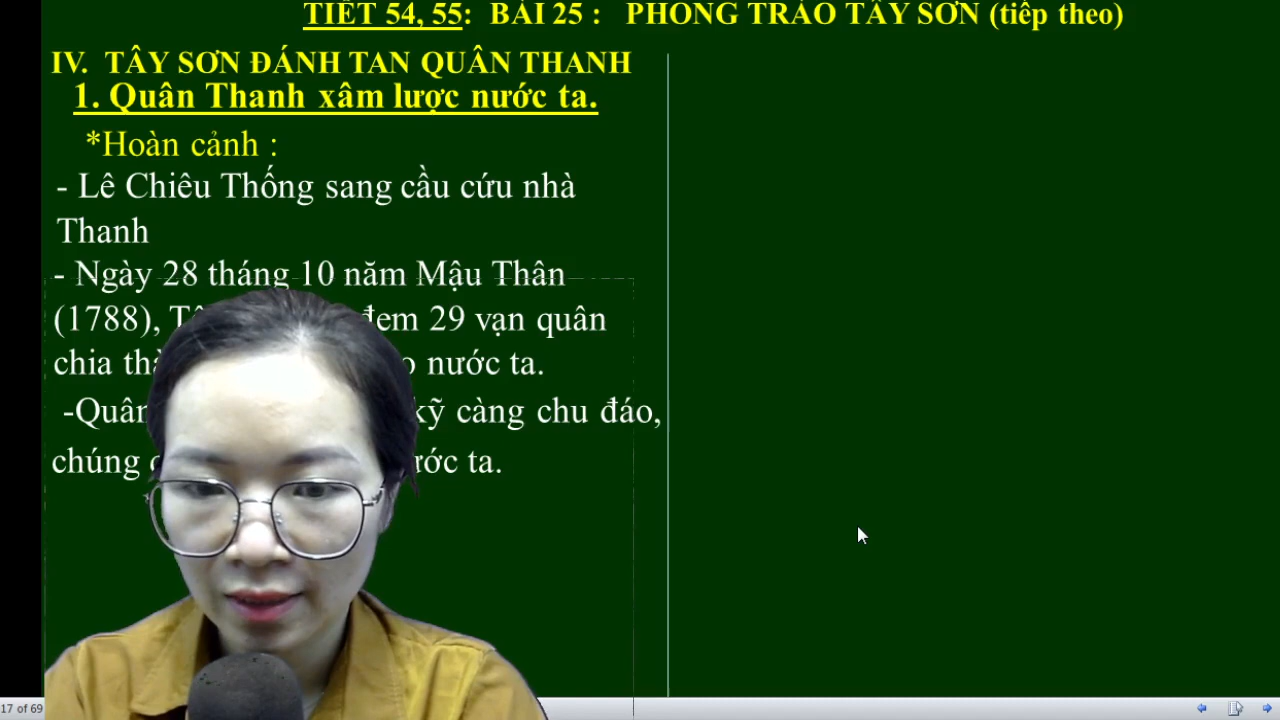 TIẾT 54, 55: BÀI 25 : PHONG TRÀO TÂY SƠN (tiếp theo)
IV. TÂY SƠN ĐÁNH TAN QUÂN THANH
1. Quân Thanh xâm lược nước ta.
*Hoàn cảnh :
- Lê Chiêu Thống sang cầu cứu nhà
Thanh
- Ngày 28 tháng 10 năm Mậu Thân
(1788), đem 29 vạn quân
chia nước ta.
-Quân kỹ càng chu đáo,
chúng ta.
17 of 69